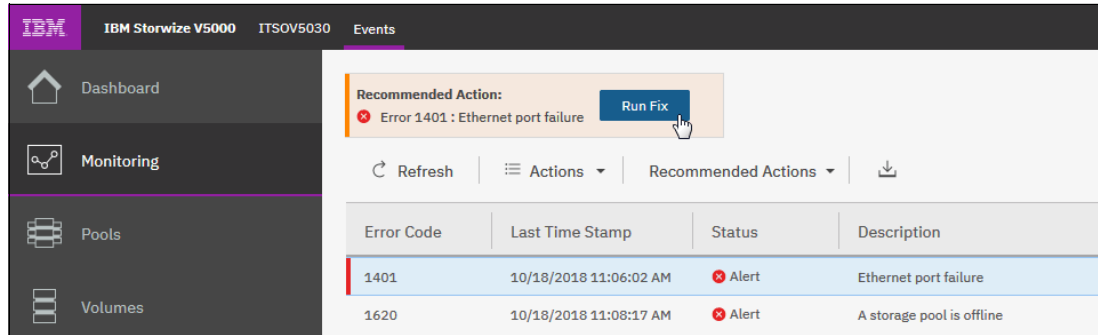 IBM IBM Storwize V5000 ITSOV5030 Events
Dashboard
Monitoring
Pools
Volumes
Recommended Action:
Error 1401 : Ethernet port failure
Run Fix
Refresh Actions Recommended Actions
Error Code Last Time Stamp Status Description
1401 10/18/2018 11:06:02 AM Alert Ethernet port failure
1620 10/18/2018 11:08:17 AM Alert A storage pool is offline